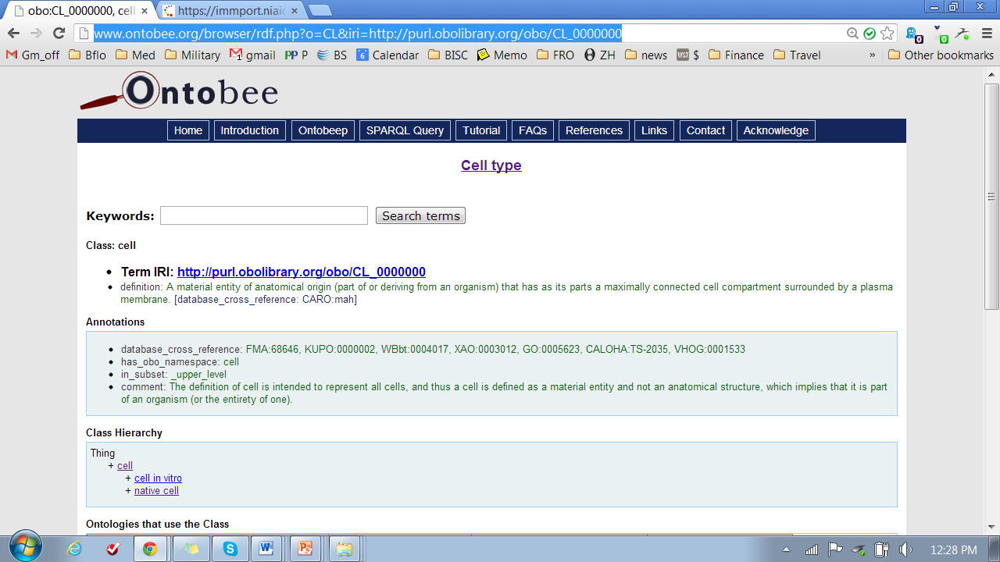 obo:CL_0000000, cell
https://immport.niaid
www.ontobee.org/browser/rdf.php?o=CL&iri=http://purl.obolibrary.org/obo/CL_0000000
0 0
Gm_off Bflo Med Military gmail PP P BS 6 Calendar BISC Memo FRO ZH news WSJ $ Finance Travel » Other bookmarks
Ontobee
Home Introduction Ontobeep SPARQL Query Tutorial FAQs References Links Contact Acknowledge
Cell type
Keywords: Search terms
Class: cell
Term IRI: http://purl.obolibrary.org/obo/CL_0000000
definition: A material entity of anatomical origin (part of or deriving from an organism) that has as its parts a maximally connected cell compartment surrounded by a plasma
membrane. [database_cross_reference: CARO:mah]
Annotations
database_cross_reference: FMA:68646, KUPO:0000002, WBbt:0004017, XAO:0003012, GO:0005623, CALOHA:TS-2035, VHOG:0001533
has_obo_namespace: cell
in_subset: _upper_level
comment: The definition of cell is intended to represent all cells, and thus a cell is defined as a material entity and not an anatomical structure, which implies that it is part
of an organism (or the entirety of one).
Class Hierarchy
Thing
+ cell
+ cell in vitro
+ native cell
Ontologies that use the Class
12:28 PM